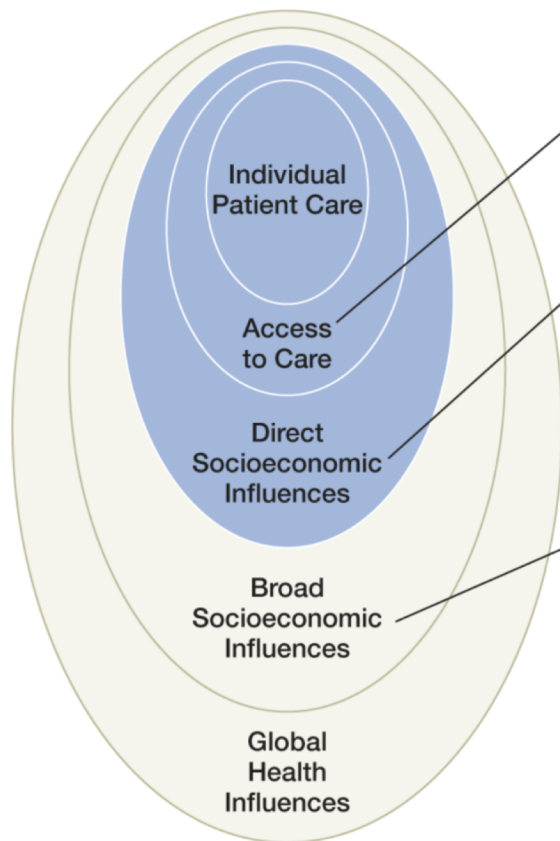 Individual
Patient Care
Access
to Care
Direct
Socioeconomic
Influences
Broad
Socioeconomic
Influences
Global
Health
Influences